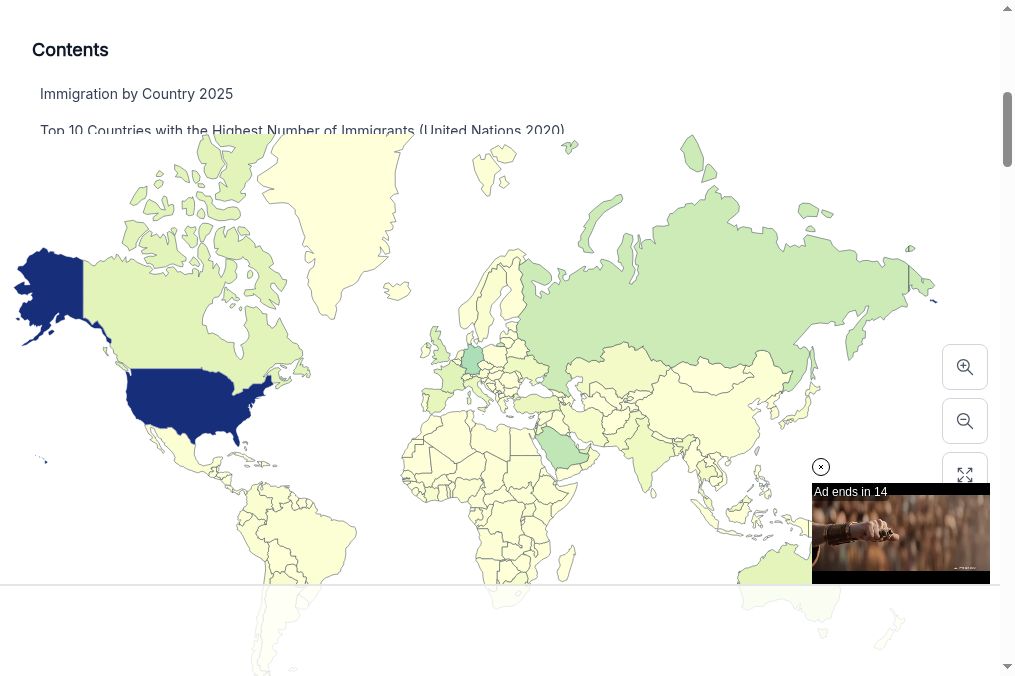 Contents
Immigration by Country 2025
Top 10 Countries with the Highest Number of Immigrants (United Nations 2020)
Ad ends in 14